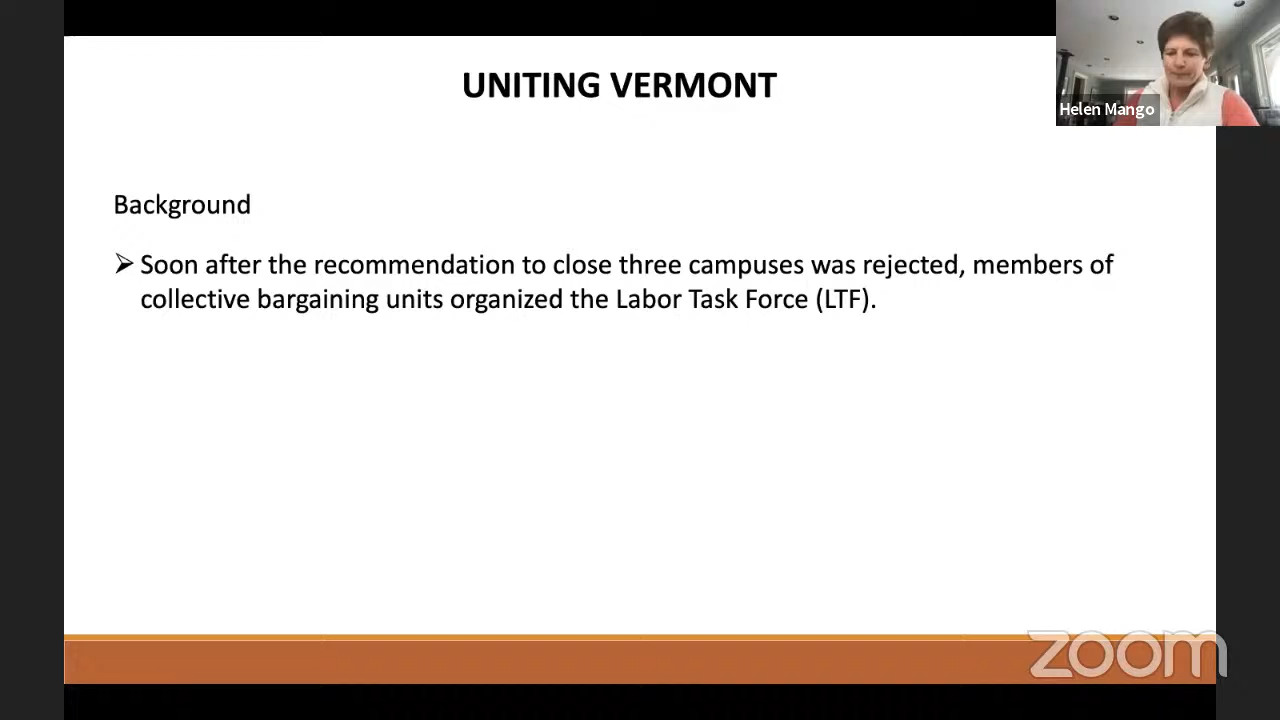 UNITING VERMONT
Helen Mango
Background
➢ Soon after the recommendation to close three campuses was rejected, members of
collective bargaining units organized the Labor Task Force (LTF).
zoom